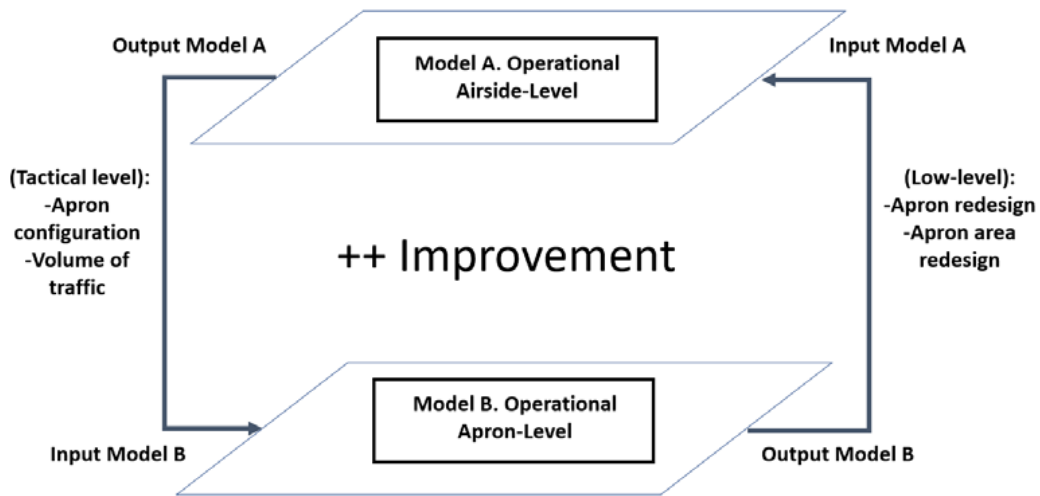 Output Model A
Model A. Operational
Airside-Level
Input Model A
(Tactical level):
-Apron
configuration
-Volume of
traffic
++ Improvement
(Low-level):
-Apron redesign
-Apron area
redesign
Input Model B
Model B. Operational
Apron-Level
Output Model B